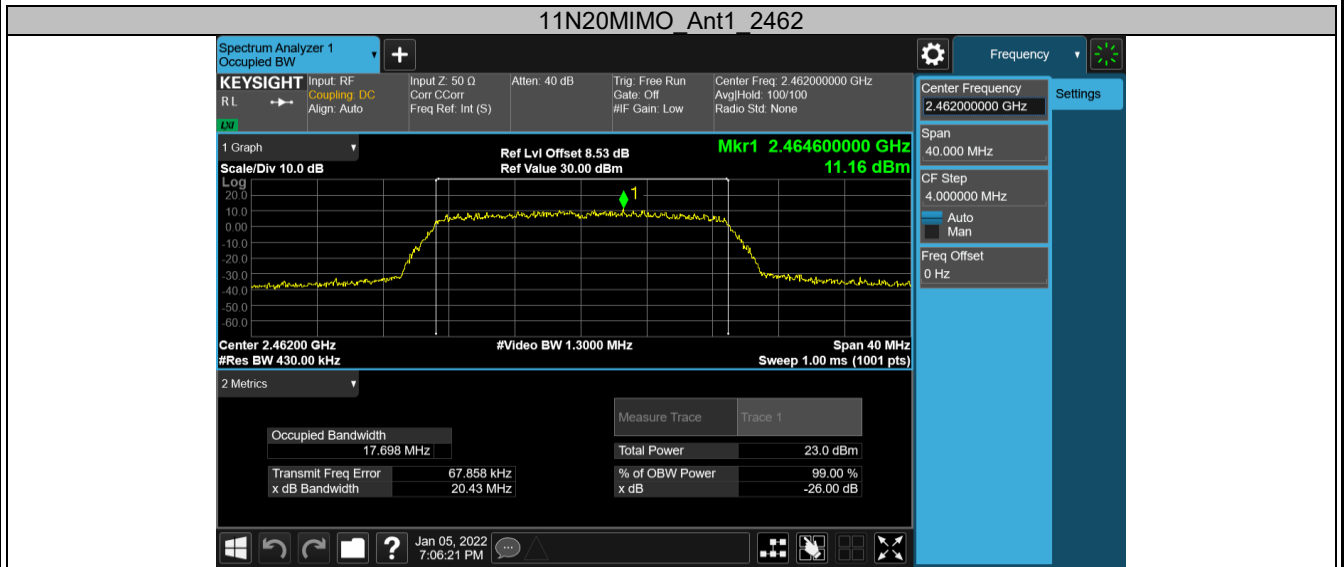 11N20MIMO_Ant1_2462
Spectrum Analyzer 1
Occupied BW
+
Frequency
KEYSIGHT
R L
LXI
Input: RF
Coupling: DC
Align: Auto
Input Z: 50 Ω
Corr CCorr
Freq Ref: Int (S)
Atten: 40 dB
Trig: Free Run
Gate: Off
#IF Gain: Low
Center Freq: 2.462000000 GHz
Avg|Hold: 100/100
Radio Std: None
Center Frequency
2.462000000 GHz
Settings
Span
40.000 MHz
CF Step
4.000000 MHz
Auto
Man
Freq Offset
0 Hz
1 Graph
Scale/Div 10.0 dB
Ref Lvl Offset 8.53 dB
Ref Value 30.00 dBm
Mkr1 2.464600000 GHz
11.16 dBm
Log
20.0
10.0
0.00
-10.0
-20.0
-30.0
-40.0
-50.0
-60.0
1
Center 2.46200 GHz
#Video BW 1.3000 MHz
Span 40 MHz
#Res BW 430.00 kHz
Sweep 1.00 ms (1001 pts)
2 Metrics
Measure Trace
Trace 1
Occupied Bandwidth
17.698 MHz
Total Power
23.0 dBm
Transmit Freq Error
67.858 kHz
% of OBW Power
99.00 %
x dB Bandwidth
20.43 MHz
x dB
-26.00 dB
?
Jan 05, 2022
7:06:21 PM